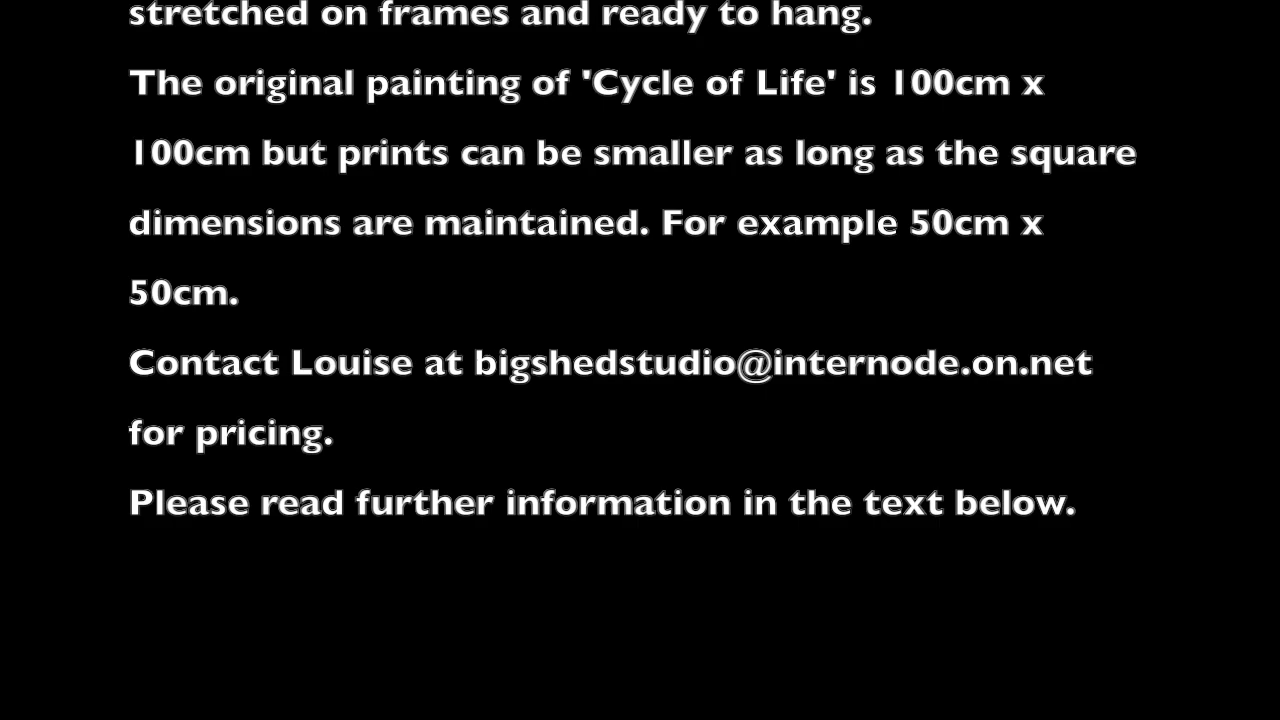 stretched on frames and ready to hang.
The original painting of 'Cycle of Life' is 100cm x
100cm but prints can be smaller as long as the square
dimensions are maintained. For example 50cm x
50cm.
Contact Louise at bigshedstudio@internode.on.net
for pricing.
Please read further information in the text below.